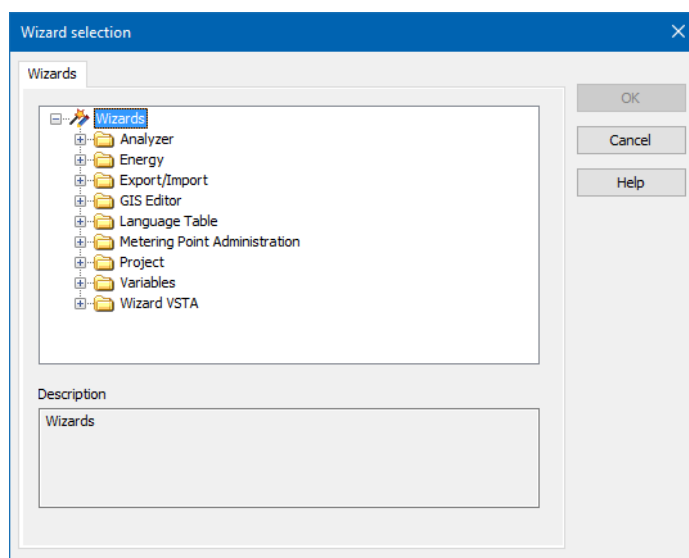 Wizard selection
Wizards
Wizards
Analyzer
Energy
Export/Import
GIS Editor
Language Table
Metering Point Administration
Project
Variables
Wizard VSTA
OK
Cancel
Help
Description
Wizards